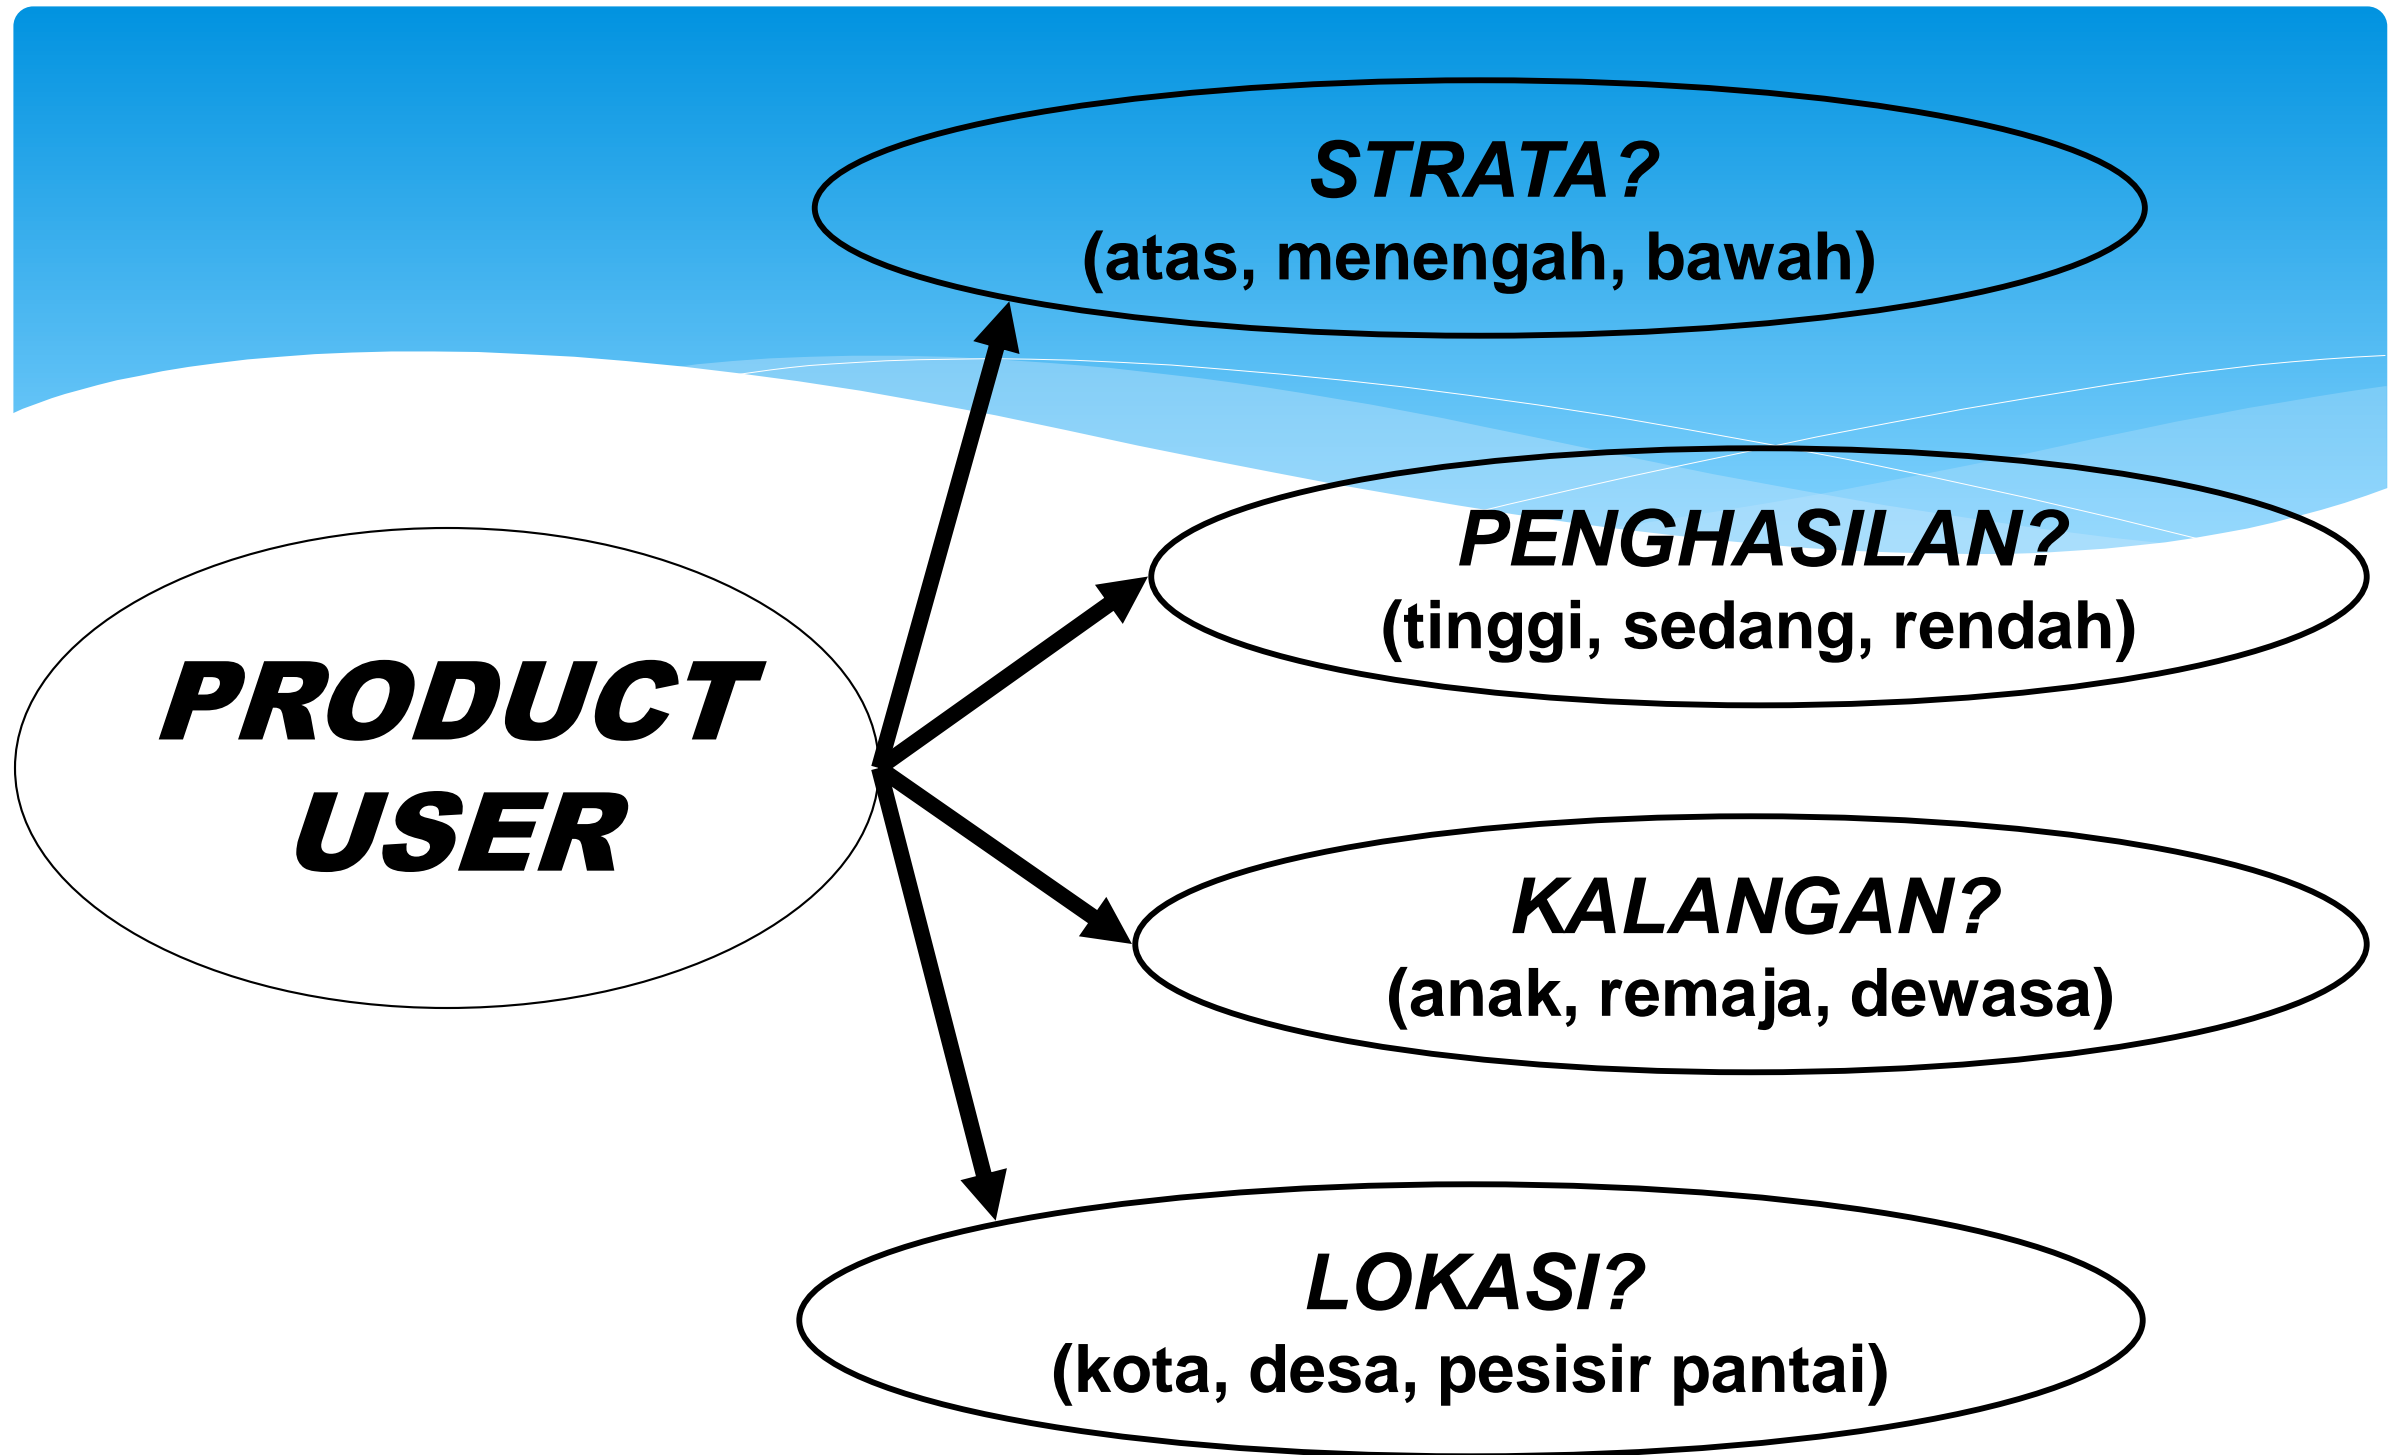 STRATA?
(atas, menengah, bawah)
PENGHASILAN?
(tinggi, sedang, rendah)
PRODUCT
USER
KALANGAN?
(anak, remaja, dewasa)
LOKASI?
(kota, desa, pesisir pantai)